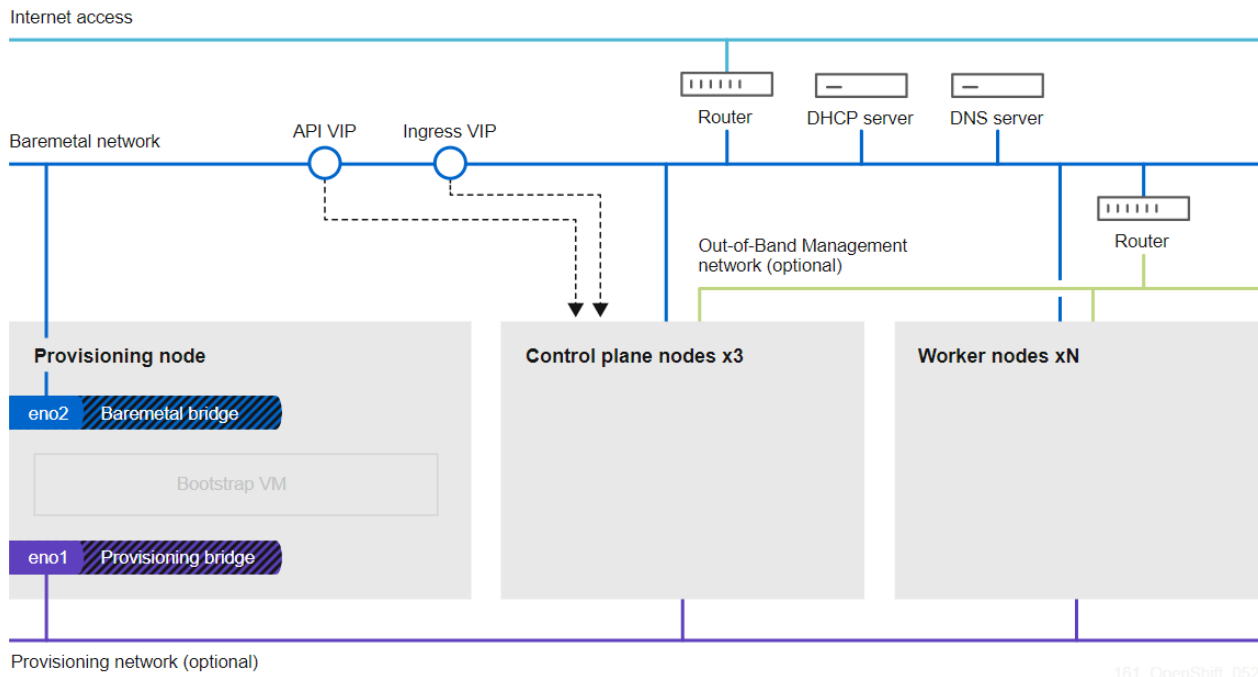 Internet access
Router
DHCP server
DNS server
API VIP
Ingress VIP
Baremetal network
Router
Out-of-Band Management
network (optional)
Provisioning node
Control plane nodes x3
Worker nodes xN
eno2
Baremetal bridge
Bootstrap VM
eno1
Provisioning bridge
Provisioning network (optional)
161_OpenShift_052